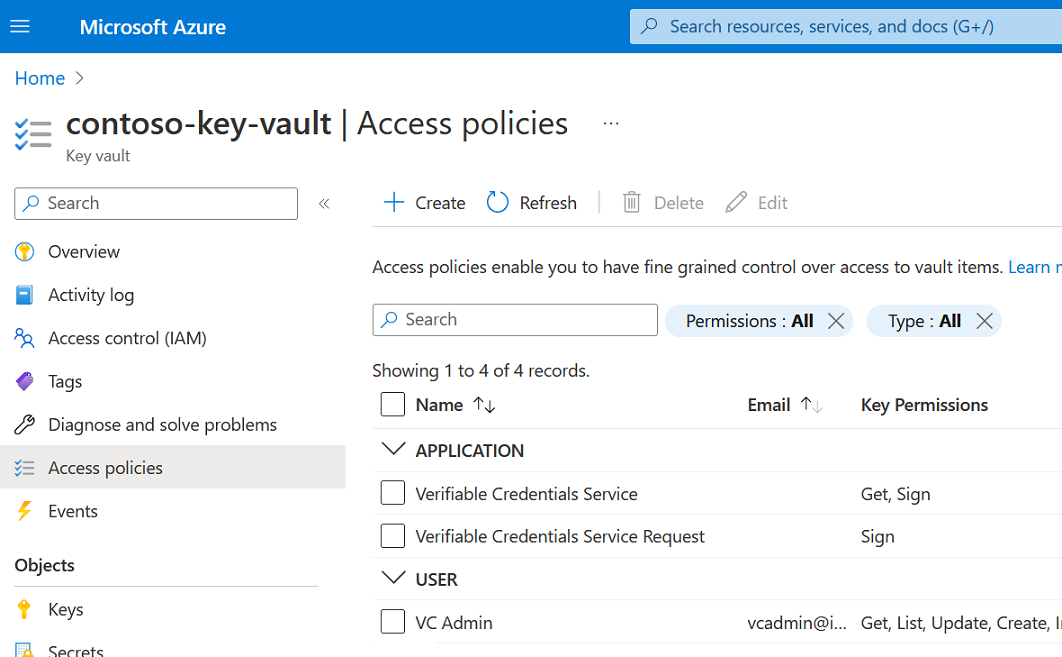 Microsoft Azure
Search resources, services, and docs (G+/)
Home
contoso-key-vault | Access policies ...
Key vault
Search
Overview
Activity log
Access control (IAM)
Tags
Diagnose and solve problems
Access policies
Events
Objects
Keys
Secrets
Create Refresh Delete Edit
Access policies enable you to have fine grained control over access to vault items. Learn
Search Permissions : All Type : All
Showing 1 to 4 of 4 records.
Name Email Key Permissions
APPLICATION
Verifiable Credentials Service Get, Sign
Verifiable Credentials Service Request Sign
USER
VC Admin vcadmin@i... Get, List, Update, Create,